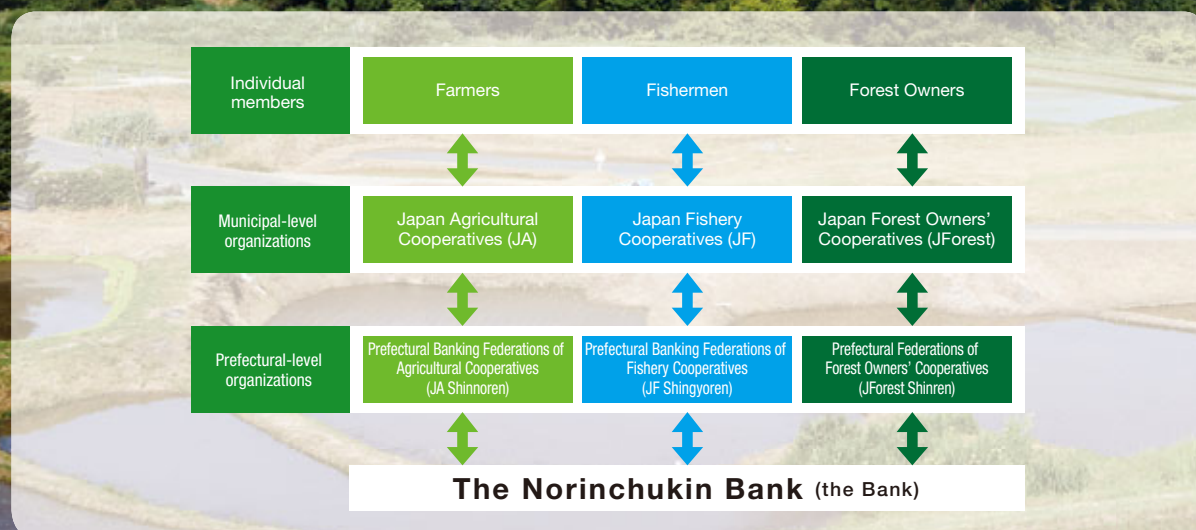 Individual
members
Farmers
Fishermen
Forest Owners
Municipal-level
organizations
Japan Agricultural
Cooperatives (JA)
Japan Fishery
Cooperatives (JF)
Japan Forest Owners’
Cooperatives (JForest)
Prefectural-level
organizations
Prefectural Banking Federations of
Agricultural Cooperatives
(JA Shinnoren)
Prefectural Banking Federations of
Fishery Cooperatives
(JF Shingyoren)
Prefectural Federations of
Forest Owners’ Cooperatives
(JForest Shinren)
The Norinchukin Bank (the Bank)